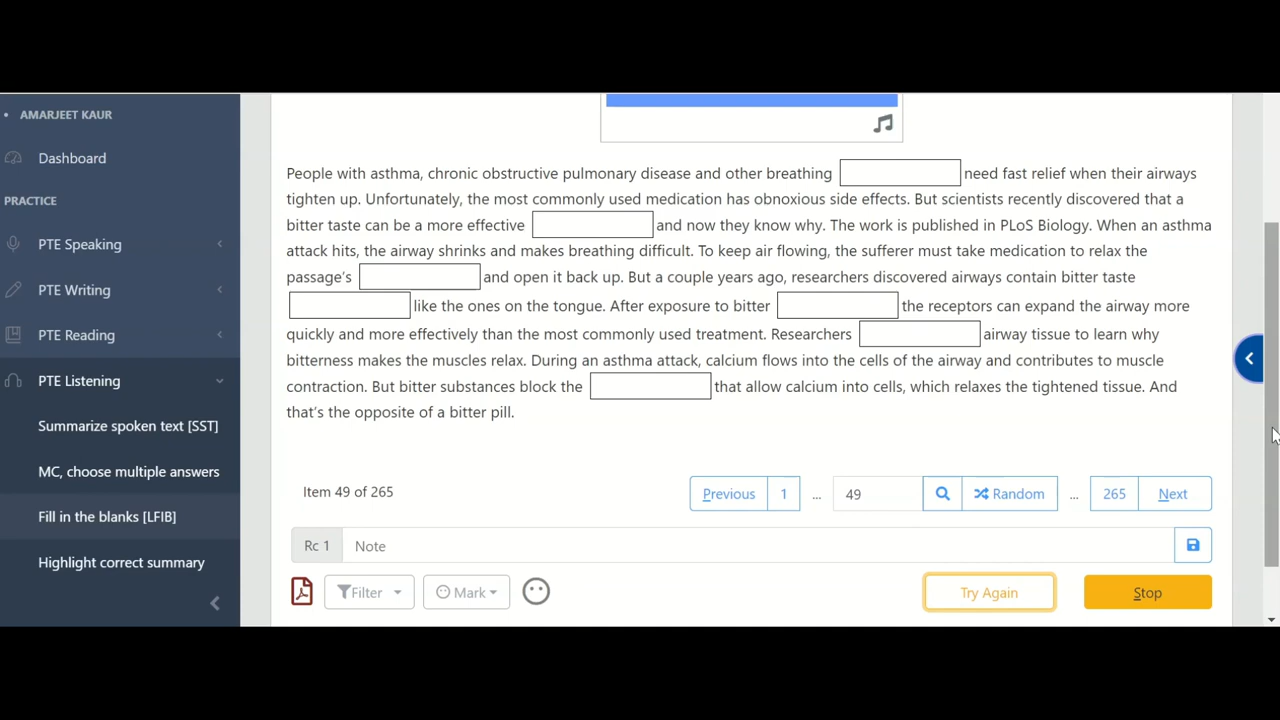 AMARJEET KAUR
Dashboard
PRACTICE
PTE Speaking
PTE Writing
PTE Reading
PTE Listening
Summarize spoken text [SST]
MC, choose multiple answers
Fill in the blanks [LFIB]
Highlight correct summary
People with asthma, chronic obstructive pulmonary disease and other breathing need fast relief when their airways
tighten up. Unfortunately, the most commonly used medication has obnoxious side effects. But scientists recently discovered that a
bitter taste can be a more effective and now they know why. The work is published in PLoS Biology. When an asthma
attack hits, the airway shrinks and makes breathing difficult. To keep air flowing, the sufferer must take medication to relax the
passage's and open it back up. But a couple years ago, researchers discovered airways contain bitter taste
like the ones on the tongue. After exposure to bitter the receptors can expand the airway more
quickly and more effectively than the most commonly used treatment. Researchers airway tissue to learn why
bitterness makes the muscles relax. During an asthma attack, calcium flows into the cells of the airway and contributes to muscle
contraction. But bitter substances block the that allow calcium into cells, which relaxes the tightened tissue. And
that's the opposite of a bitter pill.
Item 49 of 265
Previous 1 ... 49 Random ... 265 Next
Rc 1 Note
Filter Mark Try Again Stop